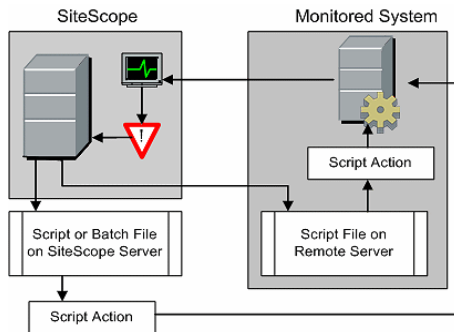 SiteScope
Monitored System
!
Script Action
Script or Batch File
on SiteScope Server
Script File on
Remote Server
Script Action